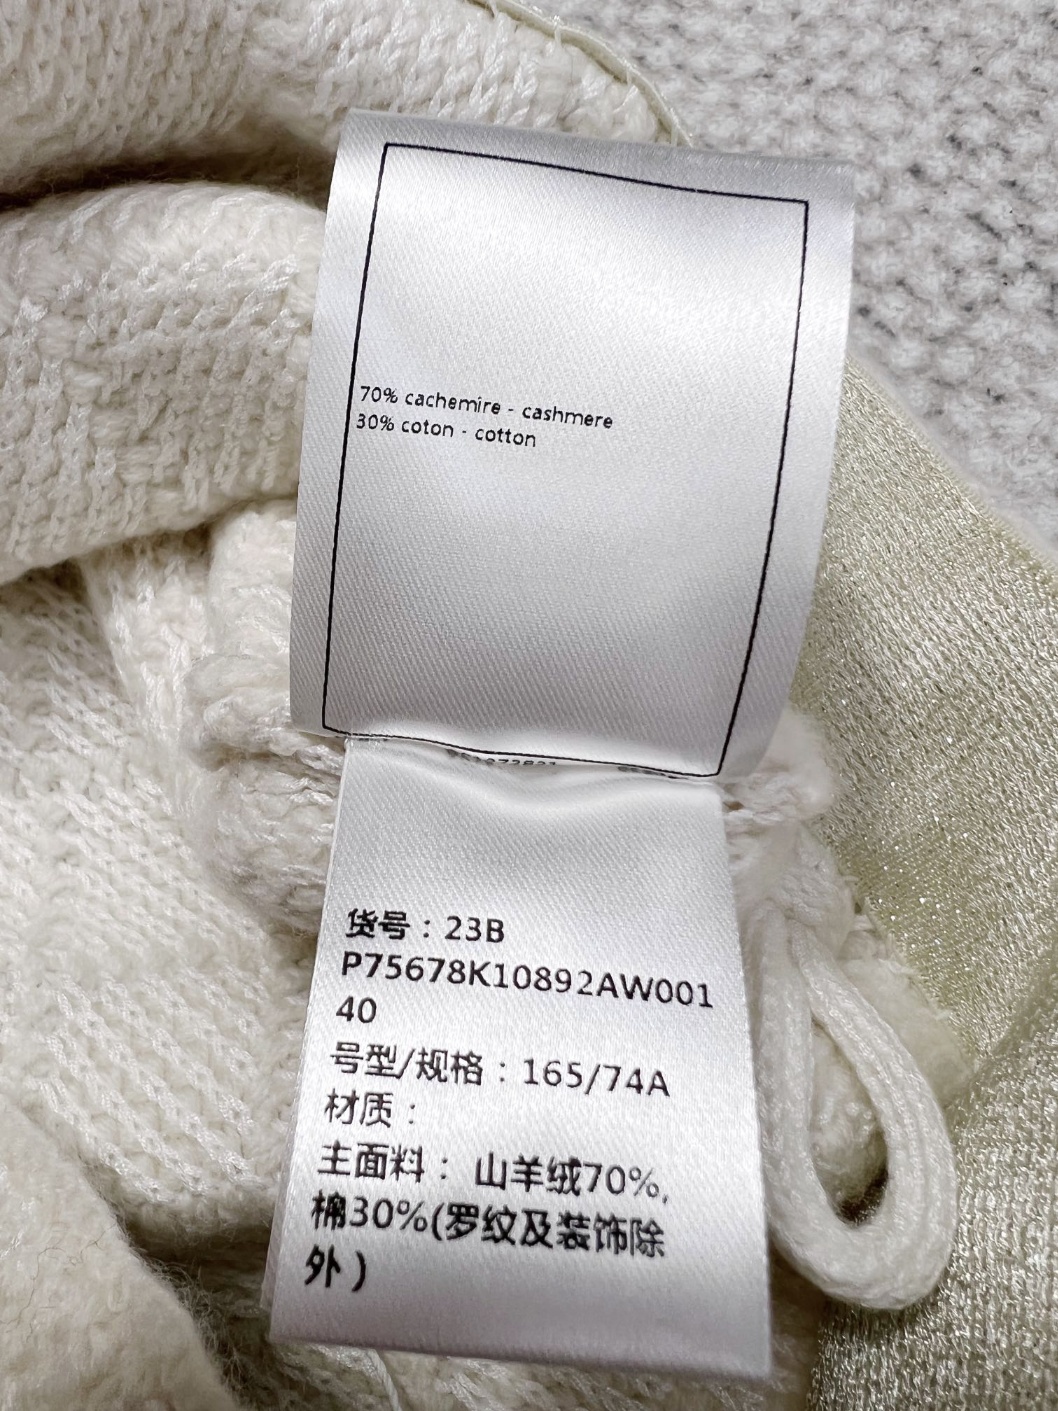 70% cachemire - cashmere
30% coton - cotton
货号：23B
P75678K10892AW001
40
号型/规格：165/74A
材质：
主面料： 山羊绒70%,
棉30%(罗纹及装饰除
外）